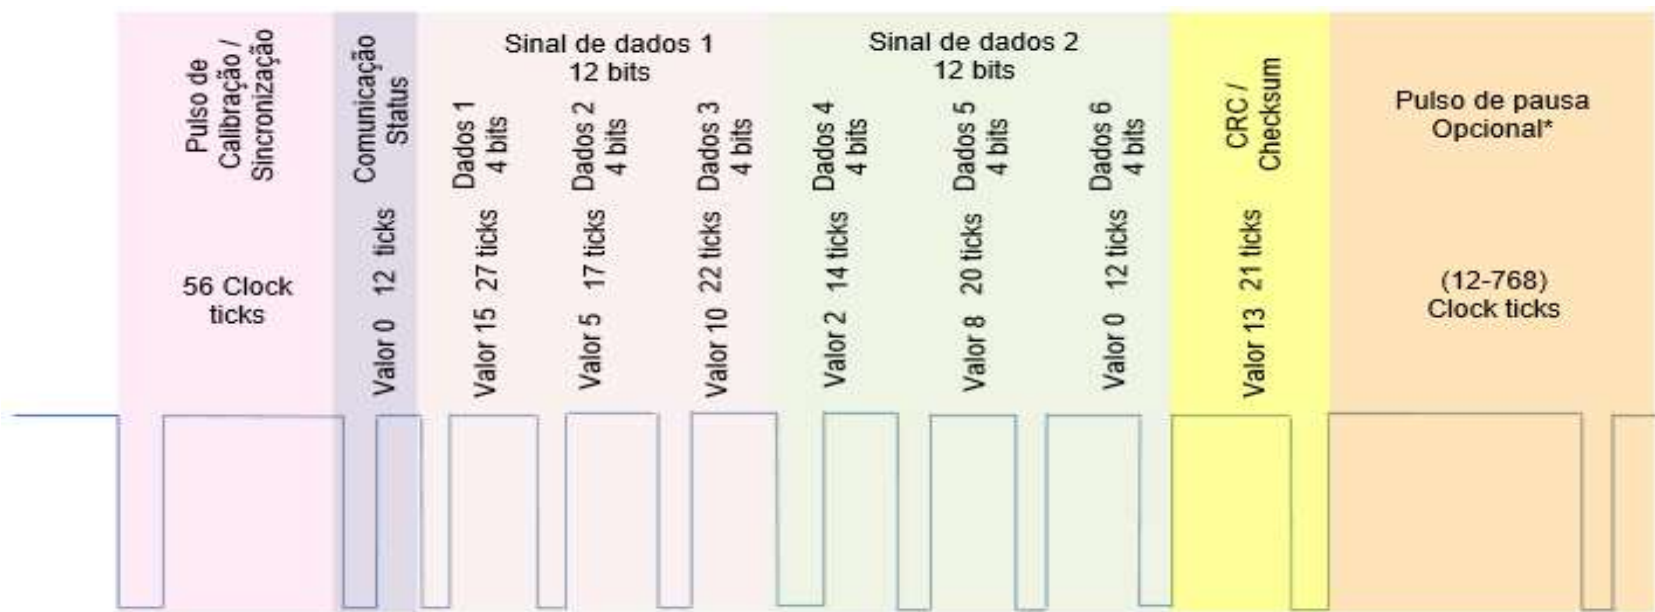 Pulso de
Calibração /
Sincronização
56 Clock
ticks
Comunicação
Status
Valor 0 12 ticks
Sinal de dados 1
12 bits
Dados 1
4 bits
Valor 15 27 ticks
Dados 2
4 bits
Valor 5 17 ticks
Dados 3
4 bits
Valor 10 22 ticks
Sinal de dados 2
12 bits
Dados 4
4 bits
Valor 2 14 ticks
Dados 5
4 bits
Valor 8 20 ticks
Dados 6
4 bits
Valor 0 12 ticks
CRC /
Checksum
Valor 13 21 ticks
Pulso de pausa
Opcional*
(12-768)
Clock ticks